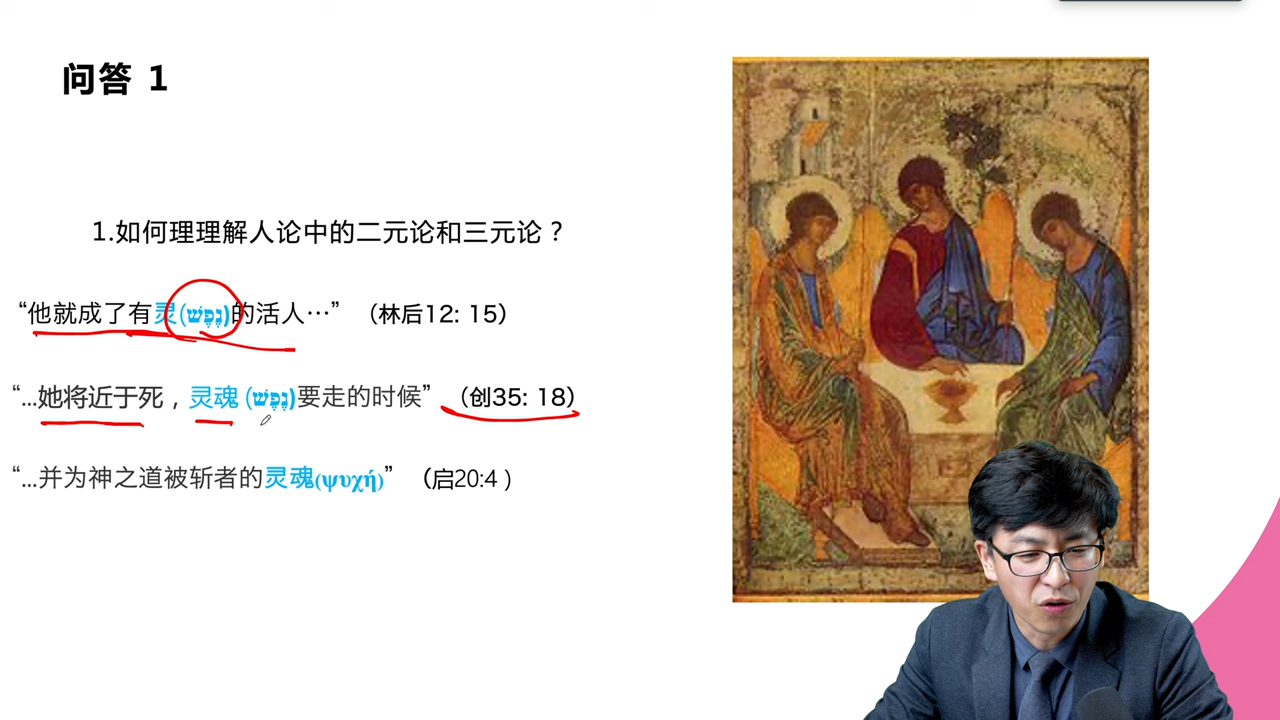 问答 1
1.如何理理解人论中的二元论和三元论？
“他就成了有灵(נֶפֶשׁ)的活人…” （林后12: 15）
“...她将近于死，灵魂 (נֶפֶשׁ)要走的时候” （创35: 18）
“...并为神之道被斩者的灵魂(ψυχή)” （启20:4 )